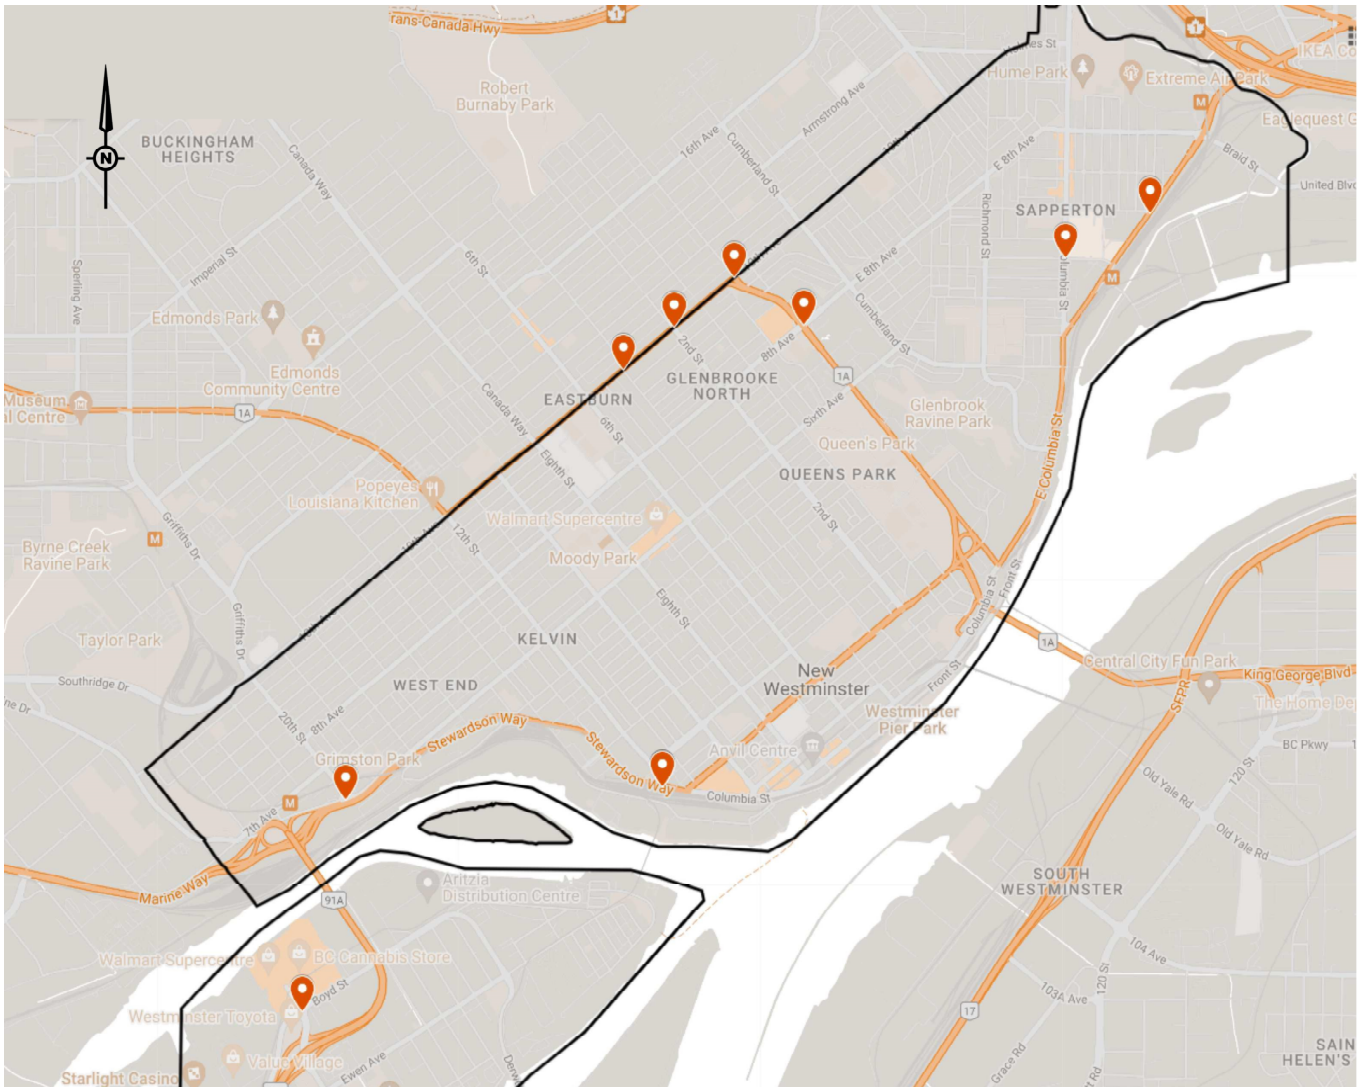 rans-Canada Hwy
1
1
IKEA Co
Holmes St
Hume Park
Extreme Air Park
Robert
Burnaby Park
Armstrong Ave
M
Eaglequest G
N
BUCKINGHAM
HEIGHTS
Canada Way
16th Ave
Cumberland St
E 8th Ave
Braid St
United Blvd
Richmond St
SAPPERTON
Imperial St
6th St
E 8th Ave
Columbia St
M
Sperling Ave
Edmonds Park
Cumberland St
8th Ave
2nd St
Edmonds
Community Centre
GLENBROOKE
NORTH
1A
Museum
al Centre
1A
Canada Way
EASTBURN
6th St
Sixth Ave
Glenbrook
Ravine Park
Queen's Park
Eighth St
QUEENS PARK
E Columbia St
Popeyes
Louisiana Kitchen
12th St
Walmart Supercentre
2nd St
Griffiths Dr
M
Byrne Creek
Ravine Park
Moody Park
Front St
Columbia St
Eighth St
Griffiths Dr
Taylor Park
KELVIN
1A
Central City Fun Park
King George Blvd
New
Westminster
Front St
Southridge Dr
WEST END
SFPR
ne Dr
20th St
8th Ave
Westminster
Pier Park
The Home De
Stewardson Way
BC Pkwy
Grimston Park
Stewardson Way
Anvil Centre
120 St
Old Yale Rd
M
Columbia St
7th Ave
Old Yale Rd
Marine Way
91A
Aritzia
Distribution Centre
SOUTH
WESTMINSTER
Walmart Supercentre
BC Cannabis Store
104 Ave
120 St
Boyd St
103A Ave
Westminster Toyota
17
Value Village
Ewen Ave
Derw
Grace Rd
SAIN
HELEN'S
Starlight Casino